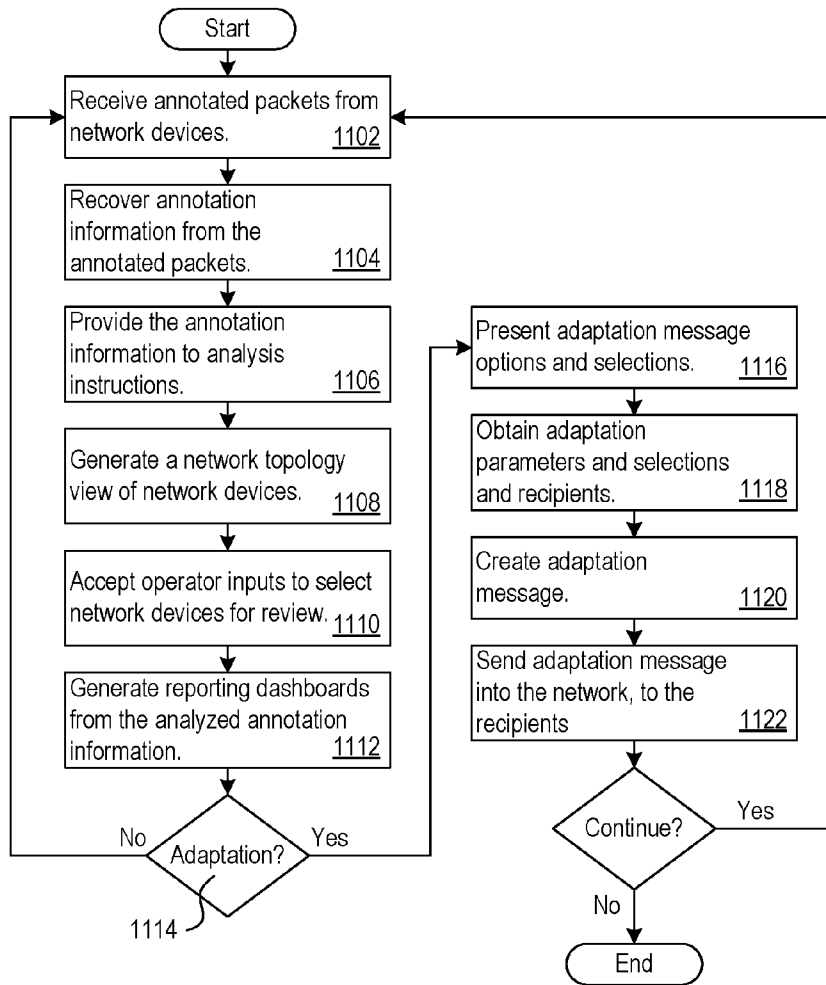 Start
Receive annotated packets from
network devices.
1102
Recover annotation
information from the
annotated packets.
1104
Provide the annotation
information to analysis
instructions.
1106
Generate a network topology
view of network devices.
1108
Accept operator inputs to select
network devices for review.
1110
Generate reporting dashboards
from the analyzed annotation
information.
1112
No
Adaptation?
Yes
1114
Present adaptation message
options and selections.
1116
Obtain adaptation
parameters and selections
and recipients.
1118
Create adaptation
message.
1120
Send adaptation message
into the network, to the
recipients
1122
Continue?
Yes
No
End